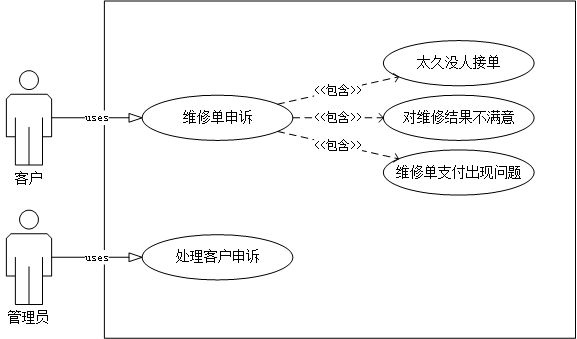 太久没人接单
<<包含>>
uses
维修单申诉
<<包含>>
对维修结果不满意
<<包含>>
维修单支付出现问题
客户
uses
处理客户申诉
管理员